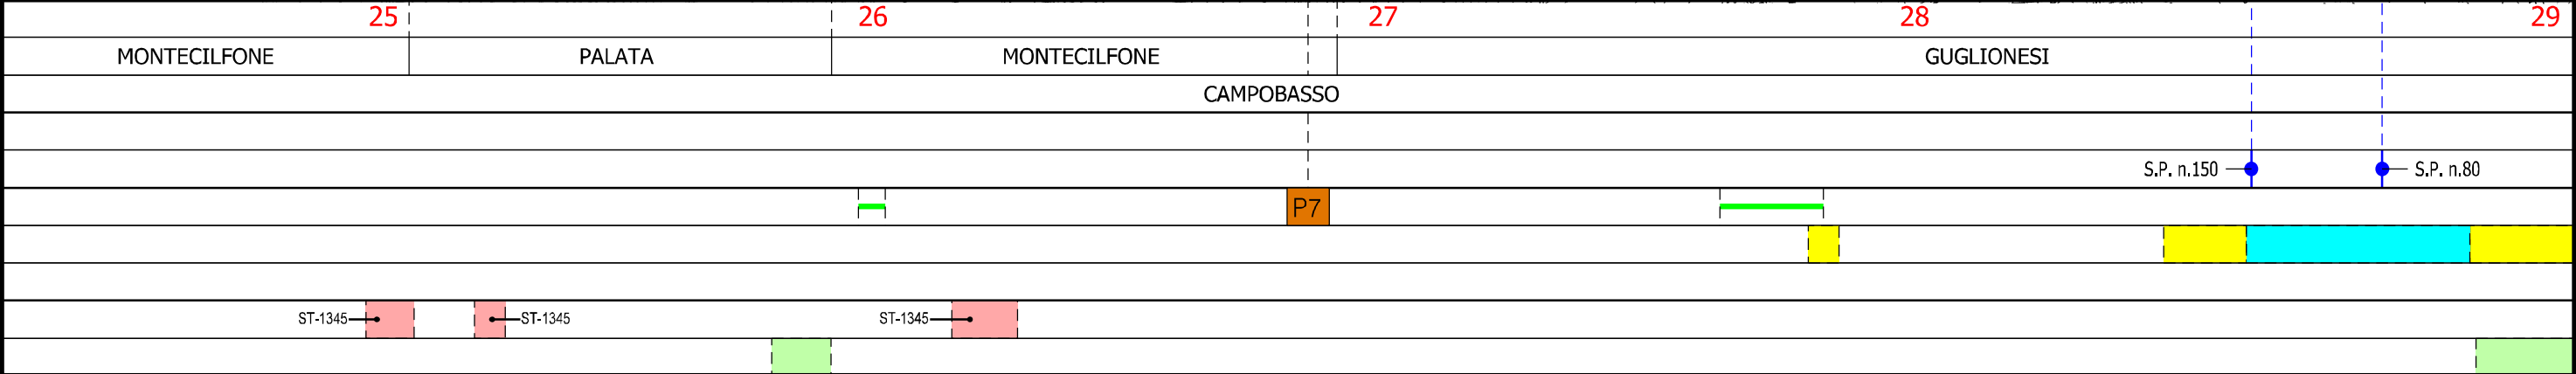 25 26 27 28 29
MONTECILFONE PALATA MONTECILFONE GUGLIONESI
CAMPOBASSO
S.P. n.150 S.P. n.80
P7
ST-1345 ST-1345 ST-1345